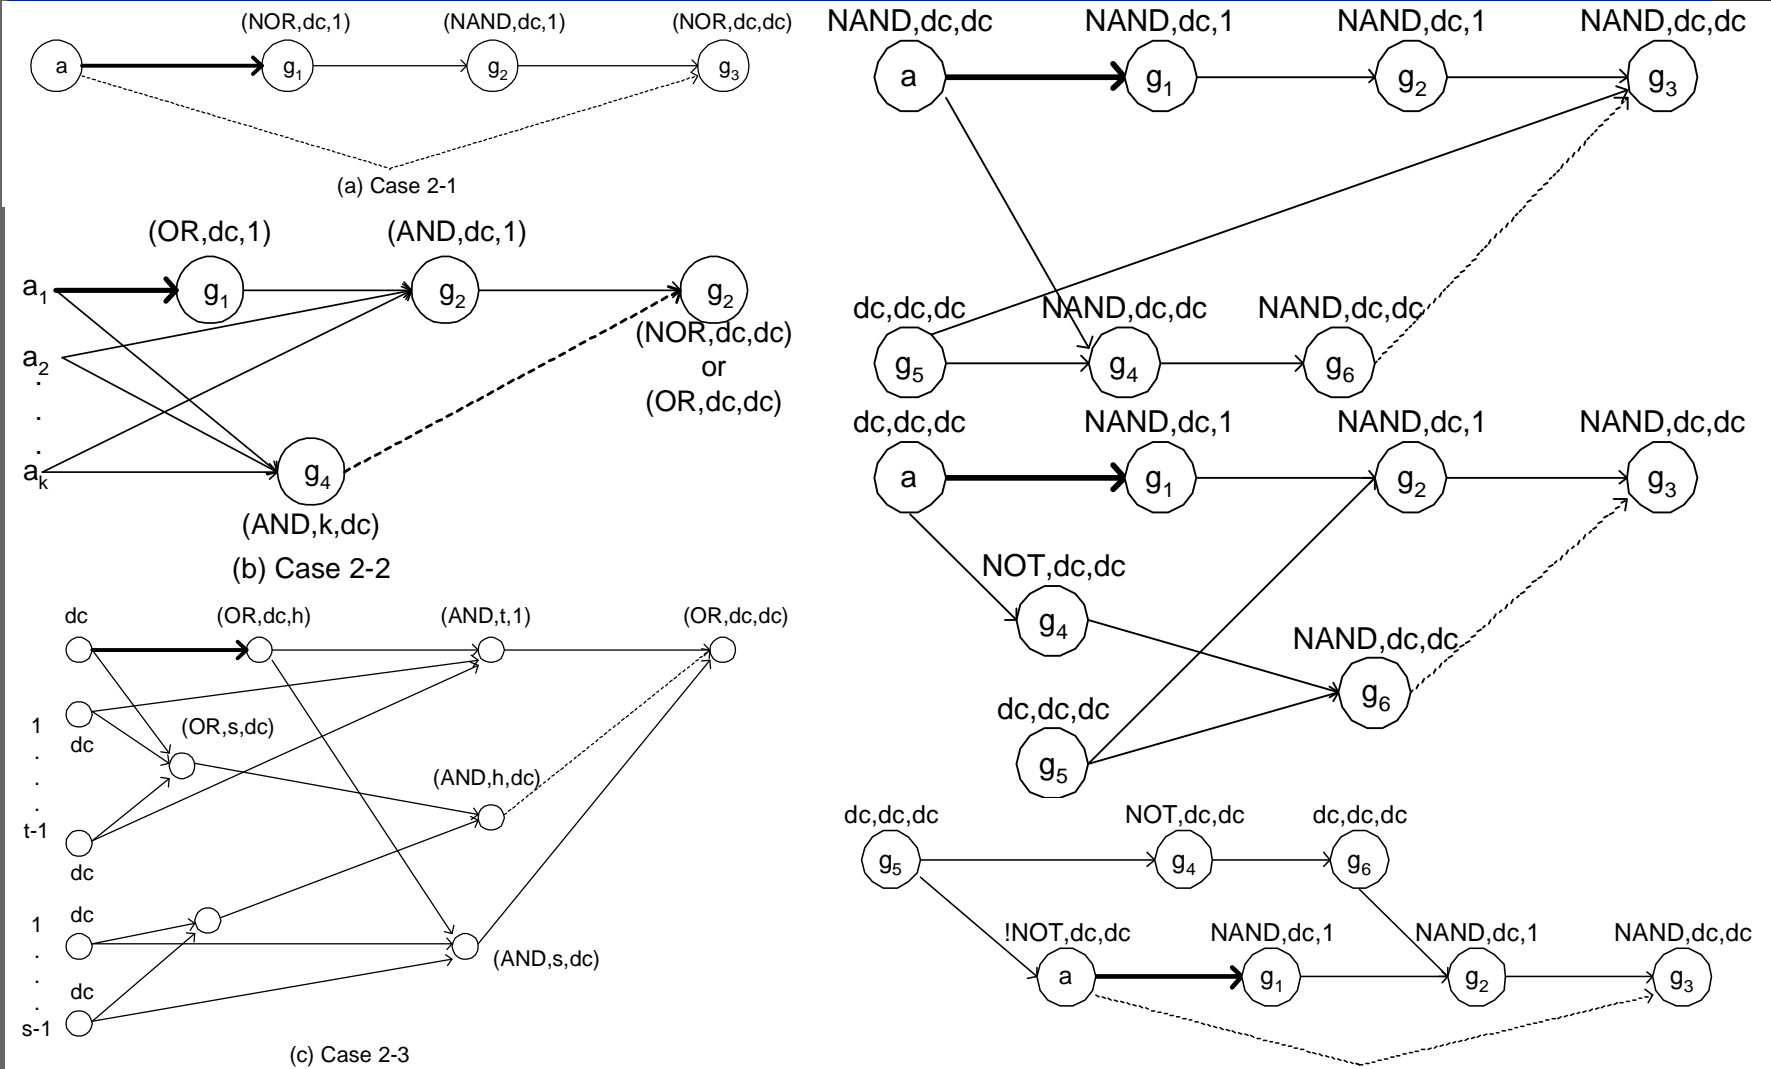 (NOR,dc,1) (NAND,dc,1) (NOR,dc,dc)
a g1 g2 g3
(a) Case 2-1
(OR,dc,1) (AND,dc,1)
a1 g1 g2 g2
(NOR,dc,dc)
or
(OR,dc,dc)
a2
.
.
.
ak g4
(AND,k,dc)
(b) Case 2-2
dc (OR,dc,h) (AND,t,1) (OR,dc,dc)
1 dc (OR,s,dc)
.
.
.
(AND,h,dc)
t-1
dc
1 dc
.
.
.
(AND,s,dc)
dc
s-1
(c) Case 2-3
NAND,dc,dc NAND,dc,1 NAND,dc,1 NAND,dc,dc
a g1 g2 g3
dc,dc,dc NAND,dc,dc NAND,dc,dc
g5 g4 g6
dc,dc,dc NAND,dc,1 NAND,dc,1 NAND,dc,dc
a g1 g2 g3
NOT,dc,dc
g4
NAND,dc,dc
g6
dc,dc,dc
g5
dc,dc,dc NOT,dc,dc dc,dc,dc
g5 g4 g6
!NOT,dc,dc NAND,dc,1 NAND,dc,1 NAND,dc,dc
a g1 g2 g3